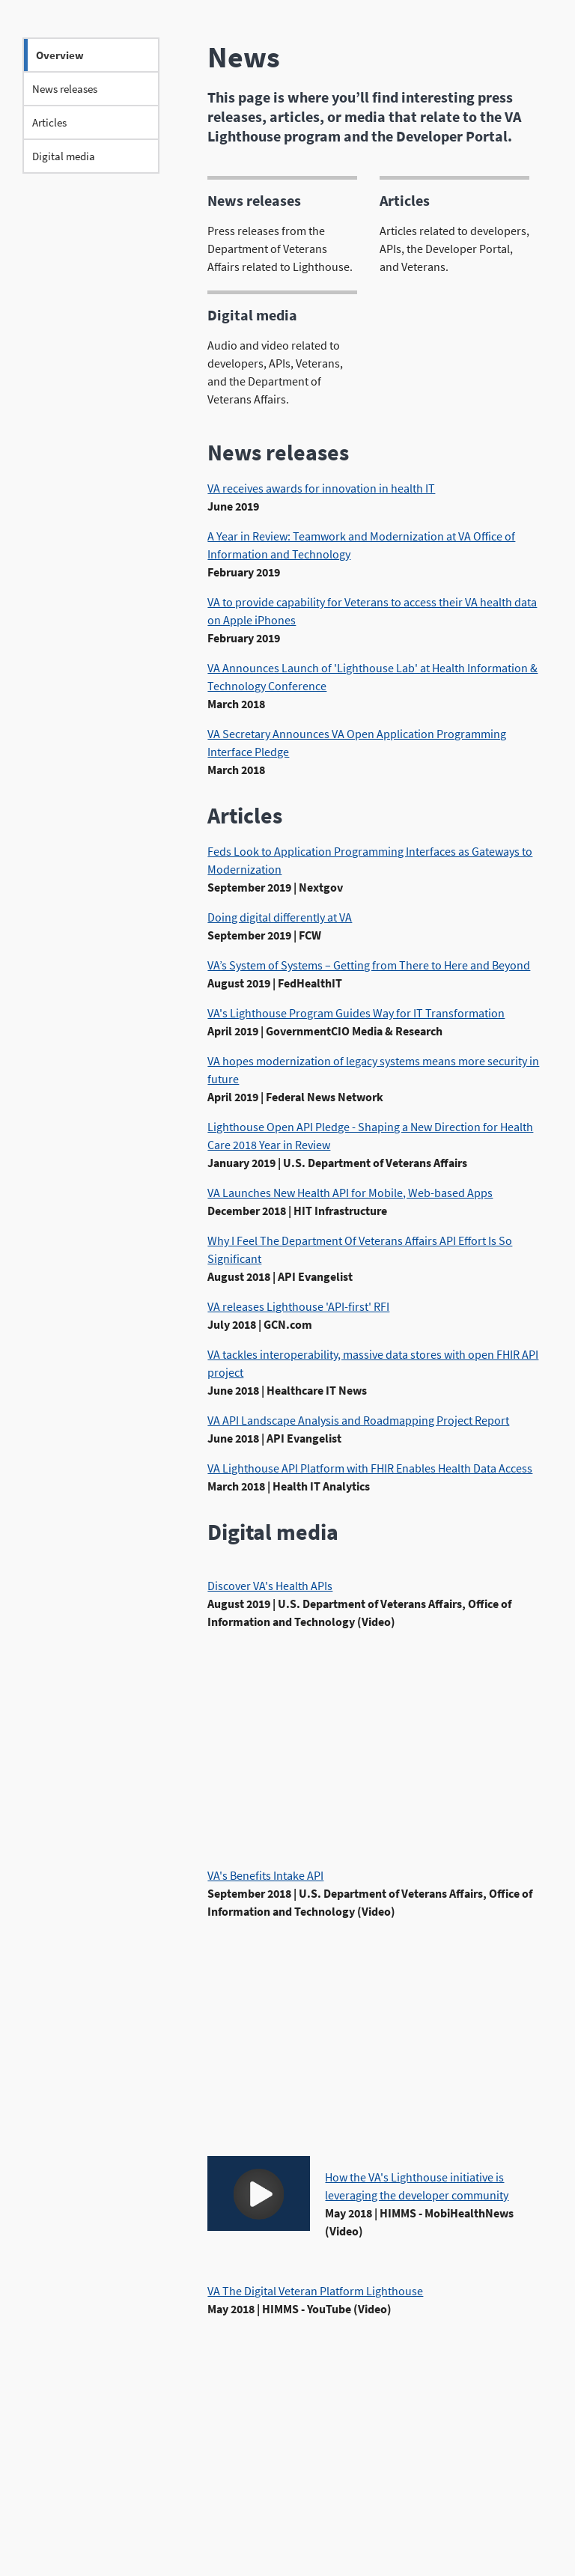 Overview
News releases
Articles
Digital media
News
This page is where you’ll find interesting press
releases, articles, or media that relate to the VA
Lighthouse program and the Developer Portal.
News releases
Press releases from the
Department of Veterans
Affairs related to Lighthouse.
Articles
Articles related to developers,
APIs, the Developer Portal,
and Veterans.
Digital media
Audio and video related to
developers, APIs, Veterans,
and the Department of
Veterans Affairs.
News releases
VA receives awards for innovation in health IT
June 2019
A Year in Review: Teamwork and Modernization at VA Office of
Information and Technology
February 2019
VA to provide capability for Veterans to access their VA health data
on Apple iPhones
February 2019
VA Announces Launch of 'Lighthouse Lab' at Health Information &
Technology Conference
March 2018
VA Secretary Announces VA Open Application Programming
Interface Pledge
March 2018
Articles
Feds Look to Application Programming Interfaces as Gateways to
Modernization
September 2019 | Nextgov
Doing digital differently at VA
September 2019 | FCW
VA’s System of Systems – Getting from There to Here and Beyond
August 2019 | FedHealthIT
VA's Lighthouse Program Guides Way for IT Transformation
April 2019 | GovernmentCIO Media & Research
VA hopes modernization of legacy systems means more security in
future
April 2019 | Federal News Network
Lighthouse Open API Pledge - Shaping a New Direction for Health
Care 2018 Year in Review
January 2019 | U.S. Department of Veterans Affairs
VA Launches New Health API for Mobile, Web-based Apps
December 2018 | HIT Infrastructure
Why I Feel The Department Of Veterans Affairs API Effort Is So
Significant
August 2018 | API Evangelist
VA releases Lighthouse 'API-first' RFI
July 2018 | GCN.com
VA tackles interoperability, massive data stores with open FHIR API
project
June 2018 | Healthcare IT News
VA API Landscape Analysis and Roadmapping Project Report
June 2018 | API Evangelist
VA Lighthouse API Platform with FHIR Enables Health Data Access
March 2018 | Health IT Analytics
Digital media
Discover VA's Health APIs
August 2019 | U.S. Department of Veterans Affairs, Office of
Information and Technology (Video)
VA's Benefits Intake API
September 2018 | U.S. Department of Veterans Affairs, Office of
Information and Technology (Video)
How the VA's Lighthouse initiative is
leveraging the developer community
May 2018 | HIMMS - MobiHealthNews
(Video)
VA The Digital Veteran Platform Lighthouse
May 2018 | HIMMS - YouTube (Video)